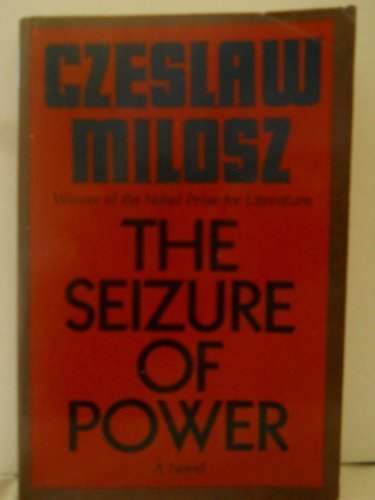 CZESLAW
MILOSZ
Winner of the Nobel Prize for Literature
THE
SEIZURE
OF
POWER
A Novel